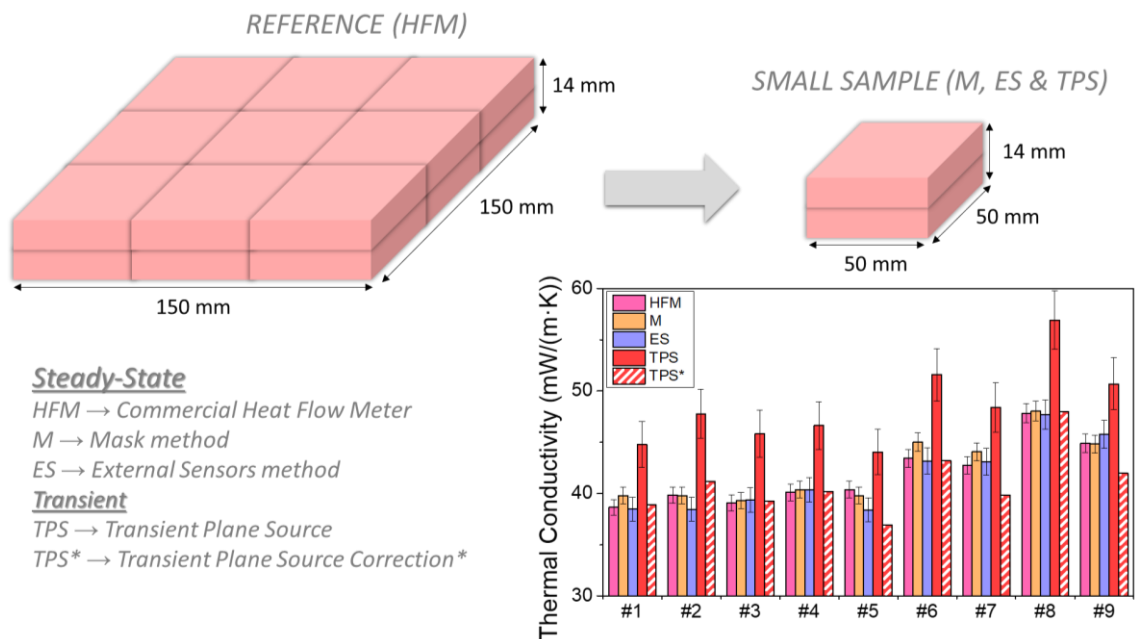 REFERENCE (HFM)
14 mm
150 mm
150 mm
SMALL SAMPLE (M, ES & TPS)
14 mm
50 mm
50 mm
Steady-State
HFM → Commercial Heat Flow Meter
M → Mask method
ES → External Sensors method
Transient
TPS → Transient Plane Source
TPS* → Transient Plane Source Correction*
Thermal Conductivity (mW/(m·K))
60
50
40
30
HFM
M
ES
TPS
TPS*
#1 #2 #3 #4 #5 #6 #7 #8 #9